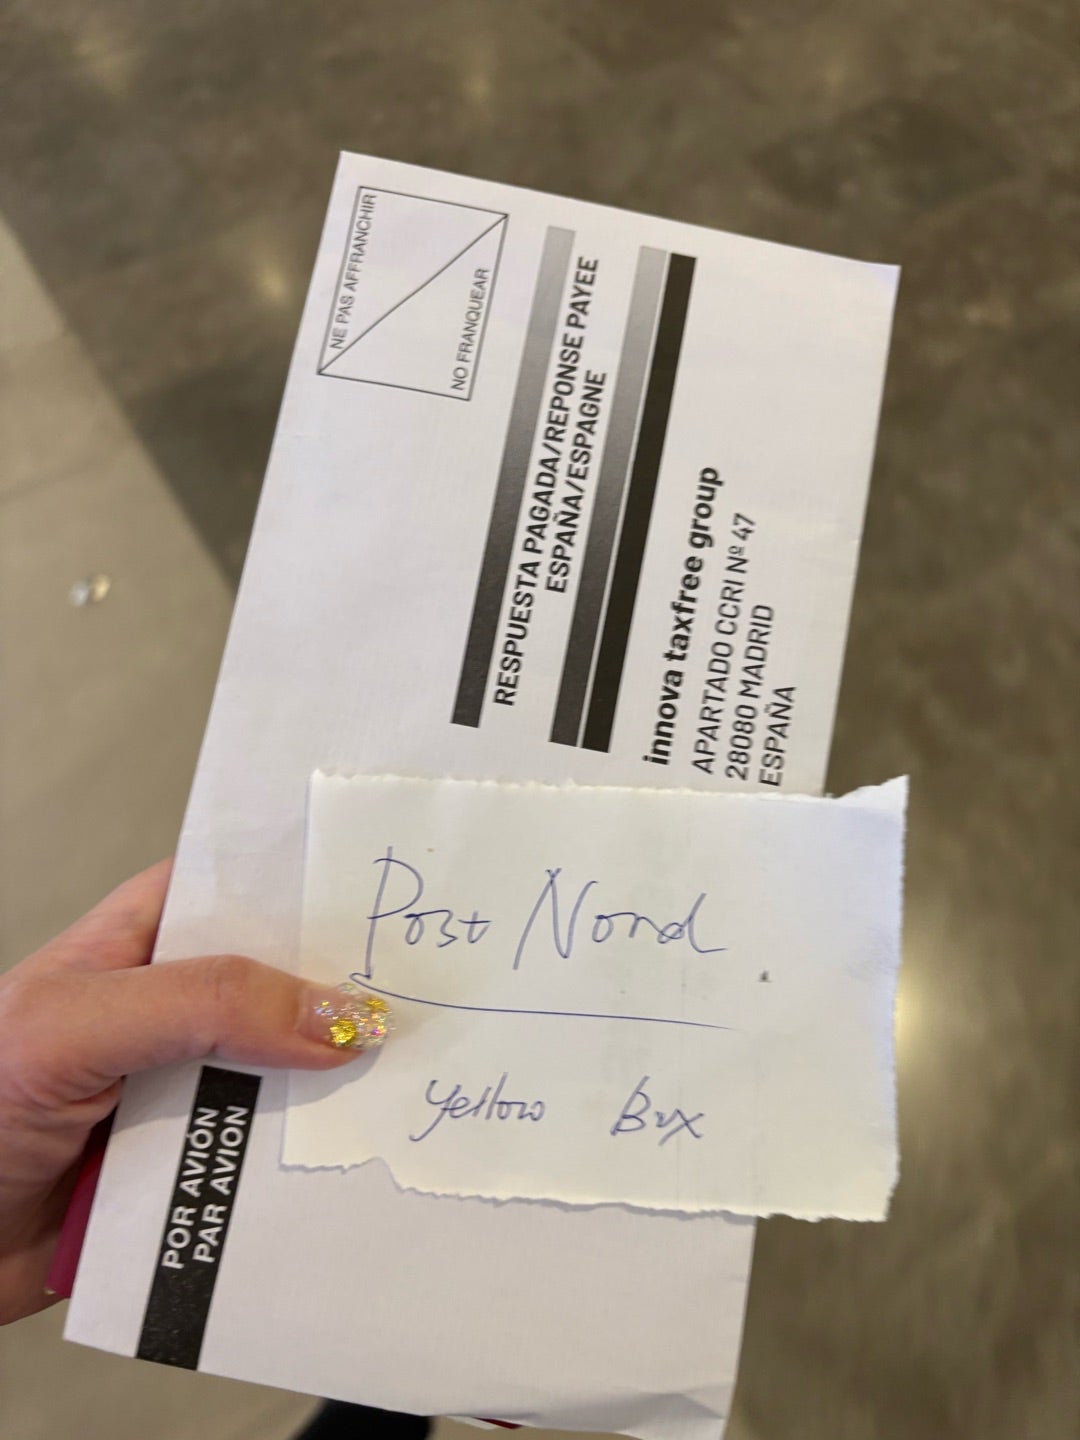 NE PAS AFFRANCHIR
NO FRANQUEAR
RESPUESTA PAGADA/REPONSE PAYEE
ESPAÑA/ESPAGNE
innova taxfree group
APARTADO CCRI Nº 47
28080 MADRID
ESPAÑA
Post Nord
Yellow Box
POR AVIÓN
PAR AVION